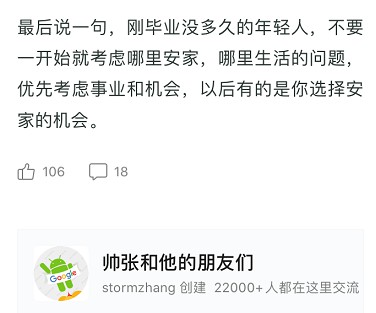 最后说一句，刚毕业没多久的年轻人，不要
一开始就考虑哪里安家，哪里生活的问题，
优先考虑事业和机会，以后有的是你选择安
家的机会。
106 18
Google
帅张和他的朋友们
stormzhang 创建 22000+人都在这里交流